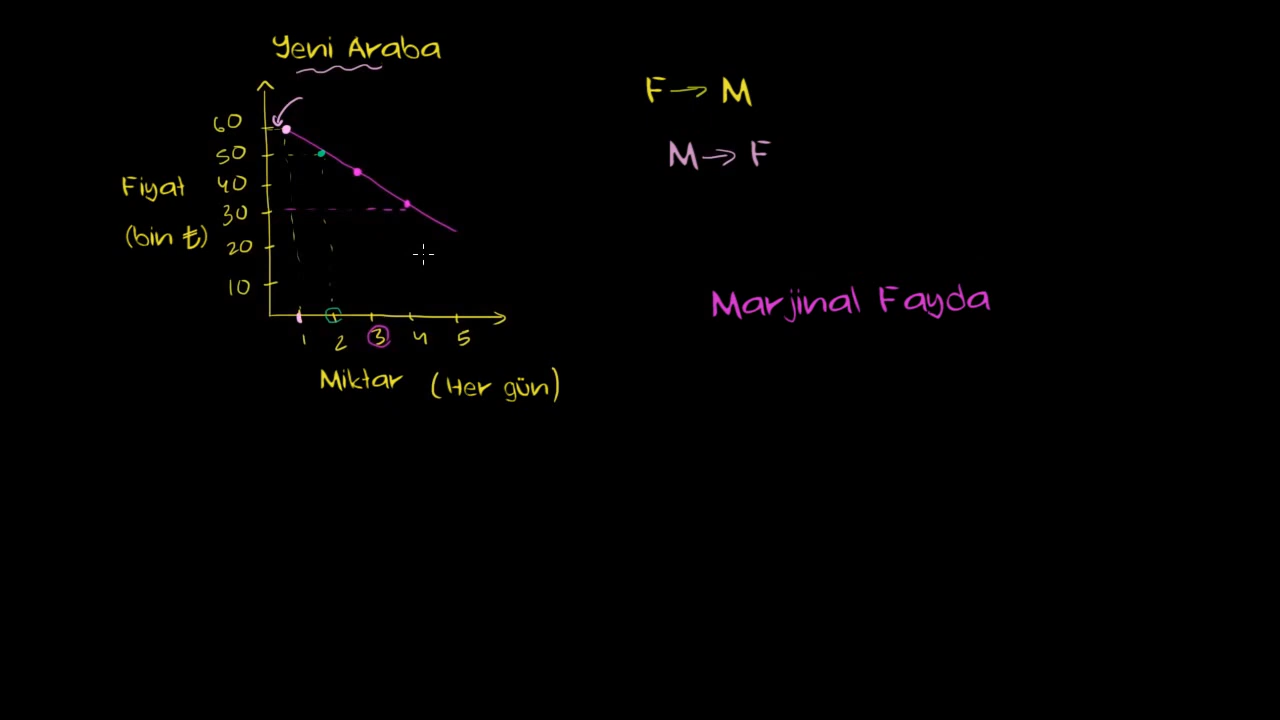 Yeni Araba
F → M
M → F
60
50
Fiyat
40
30
(bin ₺)
20
10
Marjinal Fayda
1 2 3 4 5
Miktar (Her gün)